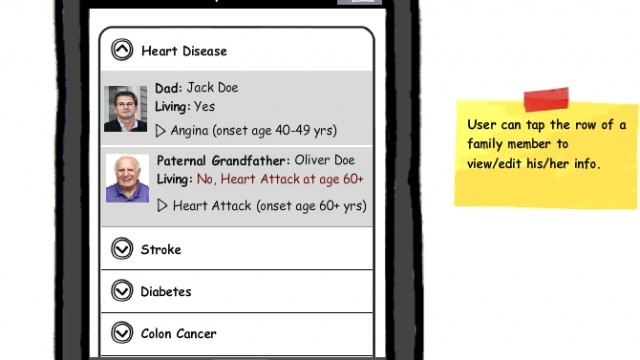 Heart Disease
Dad: Jack Doe
Living: Yes
Angina (onset age 40-49 yrs)
Paternal Grandfather: Oliver Doe
Living: No, Heart Attack at age 60+
Heart Attack (onset age 60+ yrs)
Stroke
Diabetes
Colon Cancer
User can tap the row of a
family member to
view/edit his/her info.